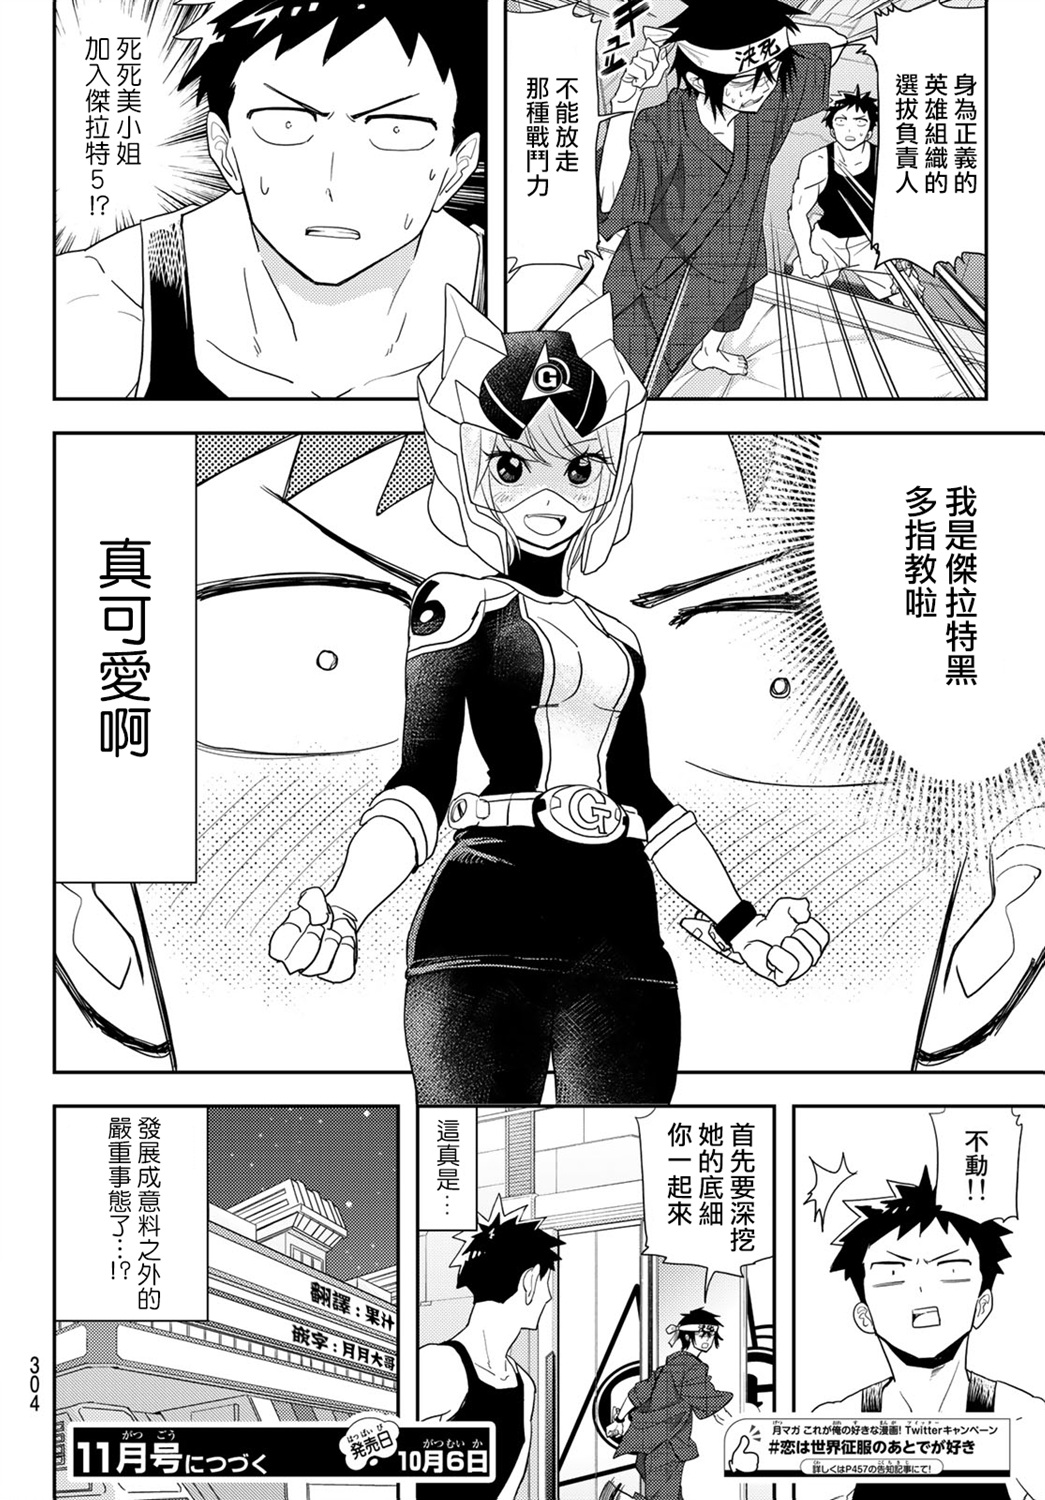 身為正義的
英雄組織的
選拔負責人
決死
ギュッ
不能放走
那種戰鬥力
死死美小姐
加入傑拉特5!?
G
我是傑拉特黑
多指教啦
真可愛啊
G
不動!!
首先要深挖
她的底細
你一起來
這真是…
發展成意料之外的
嚴重事態了…!?
翻譯：果汁
嵌字：月月大哥
304
11月号につづく
発売日
10月6日
月マガ これが俺の好きな漫画! Twitterキャンペーン
#恋は世界征服のあとでが好き
詳しくはP457の告知記事にて!